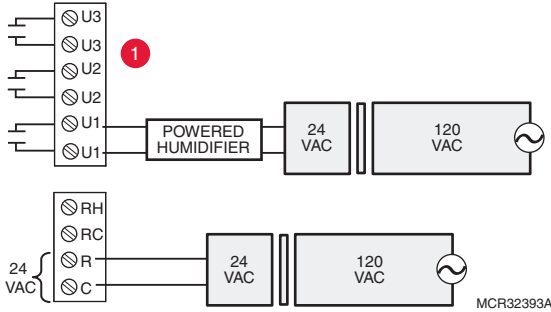 U3
U3
U2
U2
U1
U1
1
POWERED
HUMIDIFIER
24
VAC
120
VAC
RH
RC
R
C
24
VAC
24
VAC
120
VAC
MCR32393A